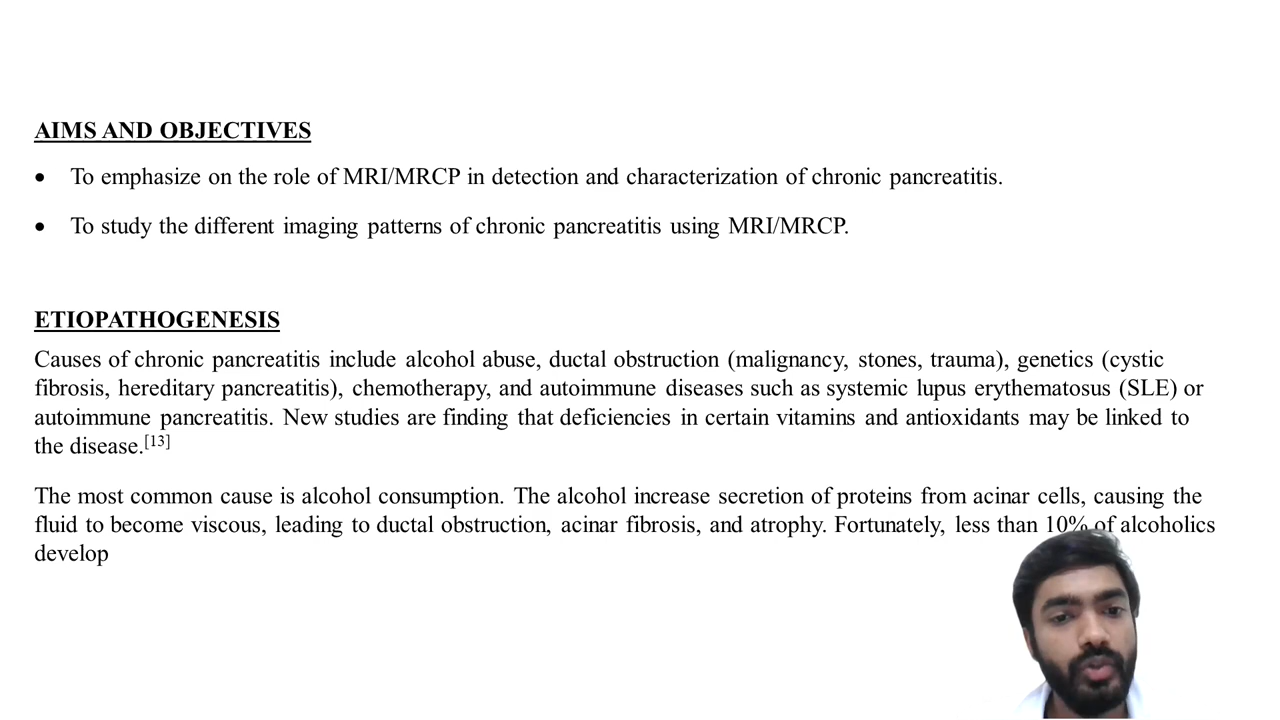 AIMS AND OBJECTIVES
• To emphasize on the role of MRI/MRCP in detection and characterization of chronic pancreatitis.
• To study the different imaging patterns of chronic pancreatitis using MRI/MRCP.
ETIOPATHOGENESIS
Causes of chronic pancreatitis include alcohol abuse, ductal obstruction (malignancy, stones, trauma), genetics (cystic
fibrosis, hereditary pancreatitis), chemotherapy, and autoimmune diseases such as systemic lupus erythematosus (SLE) or
autoimmune pancreatitis. New studies are finding that deficiencies in certain vitamins and antioxidants may be linked to
the disease.[13]
The most common cause is alcohol consumption. The alcohol increase secretion of proteins from acinar cells, causing the
fluid to become viscous, leading to ductal obstruction, acinar fibrosis, and atrophy. Fortunately, less than 10% of alcoholics
develop